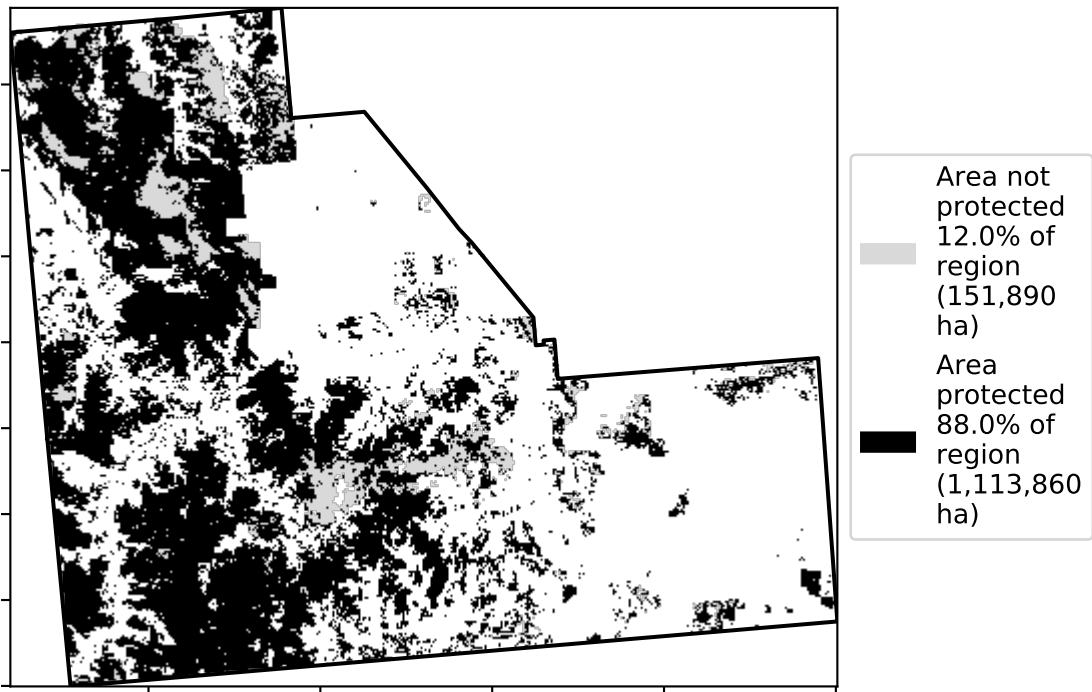 Area not
protected
12.0% of
region
(151,890
ha)
Area
protected
88.0% of
region
(1,113,860
ha)